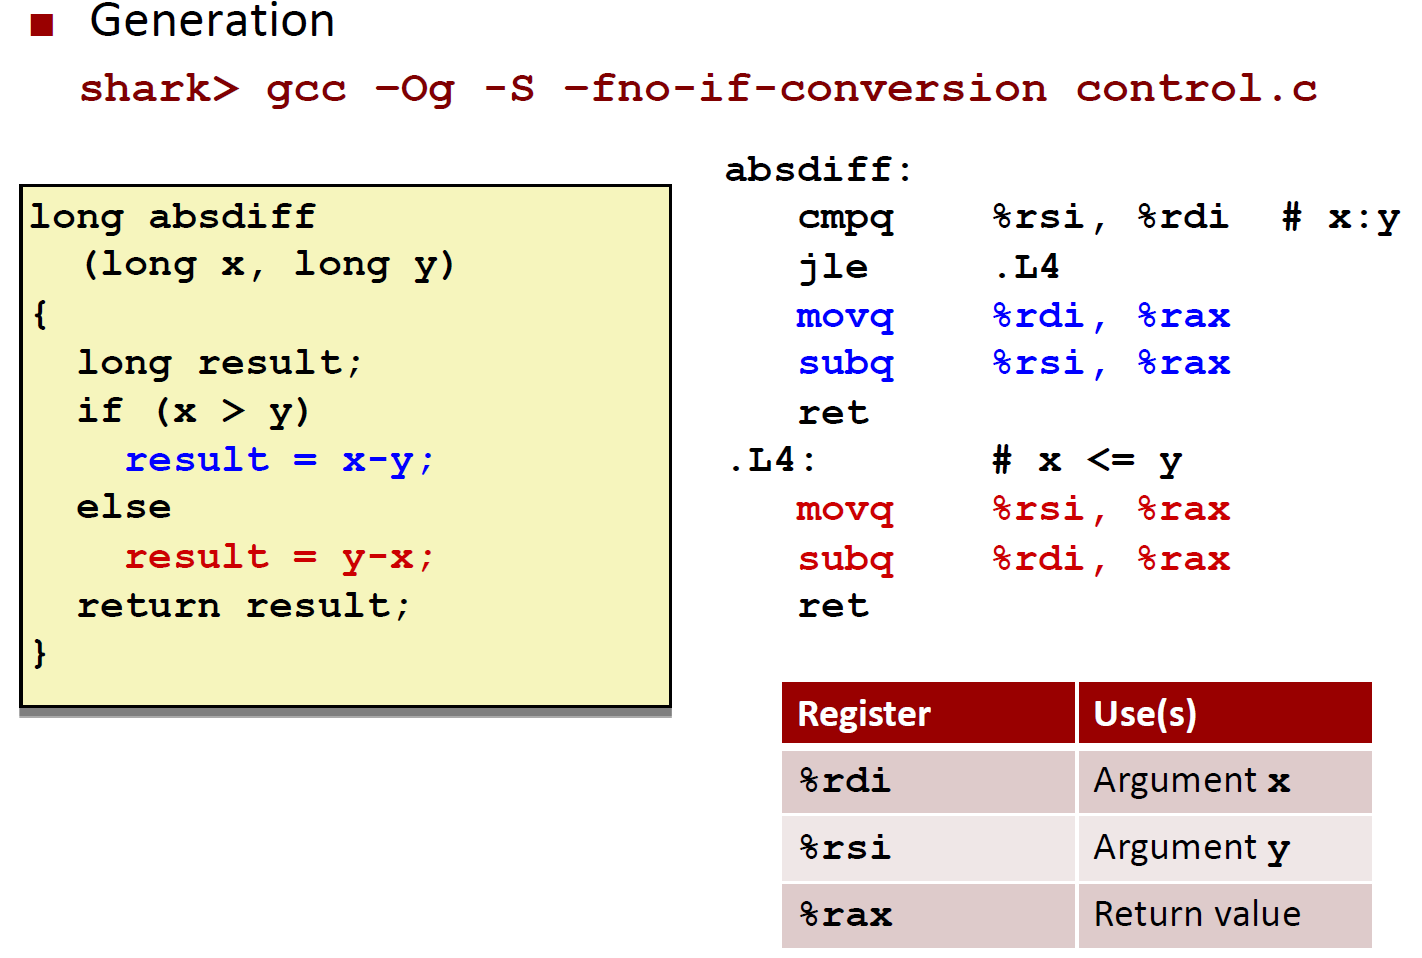 ■ Generation
shark> gcc –Og -S –fno-if-conversion control.c
long absdiff
  (long x, long y)
{
  long result;
  if (x > y)
    result = x-y;
  else
    result = y-x;
  return result;
}
absdiff:
   cmpq    %rsi, %rdi  # x:y
   jle     .L4
   movq    %rdi, %rax
   subq    %rsi, %rax
   ret
.L4:       # x <= y
   movq    %rsi, %rax
   subq    %rdi, %rax
   ret
Register Use(s)
%rdi Argument x
%rsi Argument y
%rax Return value